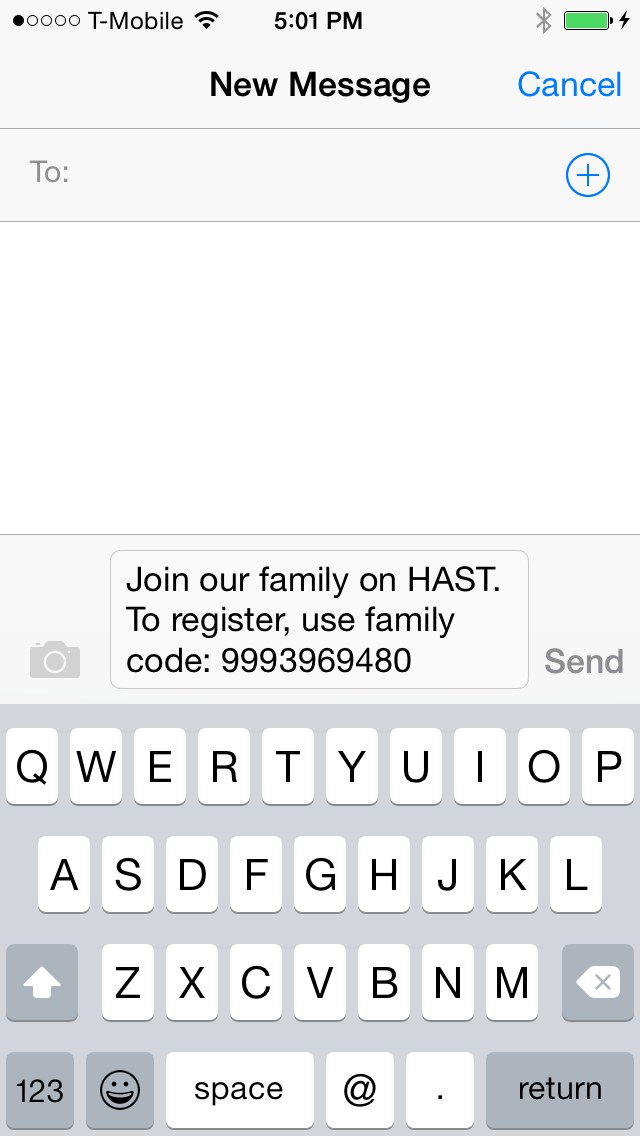 T-Mobile 5:01 PM
New Message Cancel
To:
Join our family on HAST.
To register, use family
code: 9993969480
Send
Q W E R T Y U I O P
A S D F G H J K L
Z X C V B N M
123 space @ . return